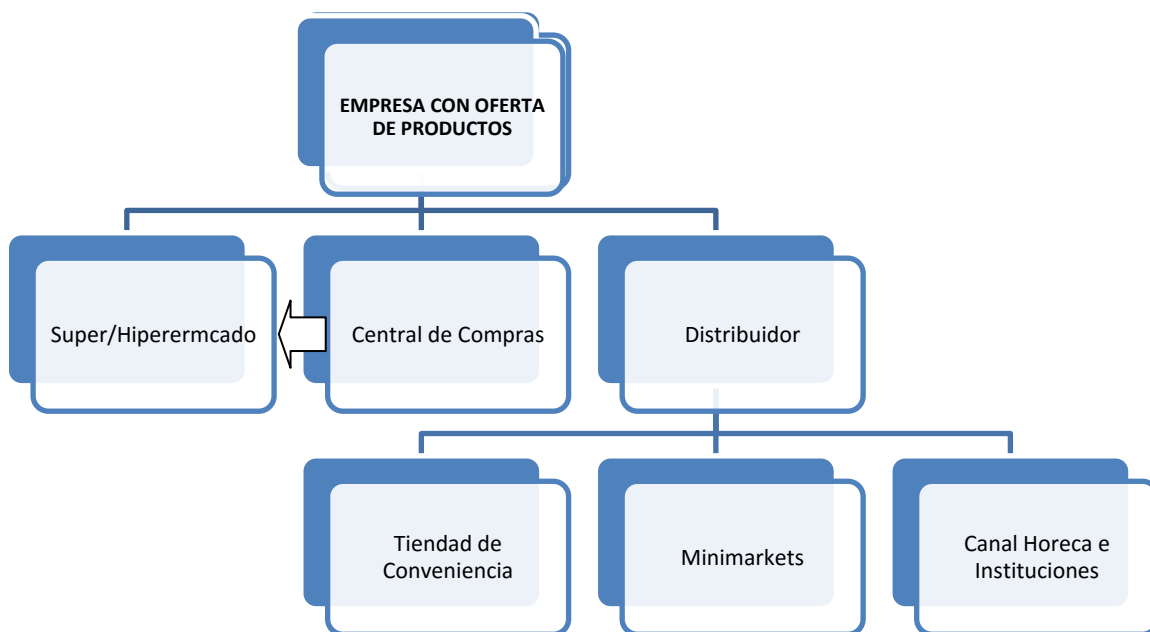 EMPRESA CON OFERTA
DE PRODUCTOS
Super/Hiperermcado
Central de Compras
Distribuidor
Tiendad de
Conveniencia
Minimarkets
Canal Horeca e
Instituciones